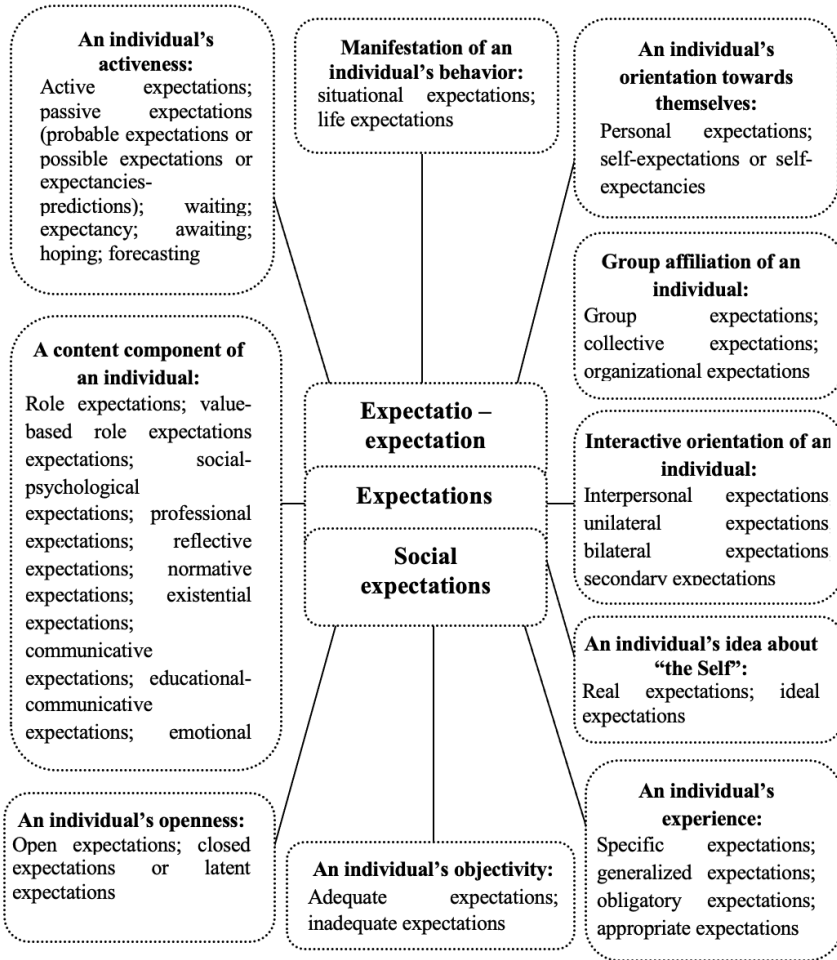 An individual's
activeness:
Active expectations;
passive expectations
(probable expectations or
possible expectations or
expectancies-
predictions); waiting;
expectancy; awaiting;
hoping; forecasting
Manifestation of an
individual's behavior:
situational expectations;
life expectations
An individual's
orientation towards
themselves:
Personal expectations;
self-expectations or self-
expectancies
Group affiliation of an
individual:
Group expectations;
collective expectations;
organizational expectations
A content component of
an individual:
Role expectations; value-
based role expectations
expectations; social-
psychological
expectations; professional
expectations; reflective
expectations; normative
expectations; existential
expectations;
communicative
expectations; educational-
communicative
expectations; emotional
Expectatio –
expectation
Expectations
Social
expectations
Interactive orientation of an
individual:
Interpersonal expectations
unilateral expectations
bilateral expectations
secondary expectations
An individual's idea about
"the Self":
Real expectations; ideal
expectations
An individual's openness:
Open expectations; closed
expectations or latent
expectations
An individual's objectivity:
Adequate expectations;
inadequate expectations
An individual's
experience:
Specific expectations;
generalized expectations;
obligatory expectations;
appropriate expectations